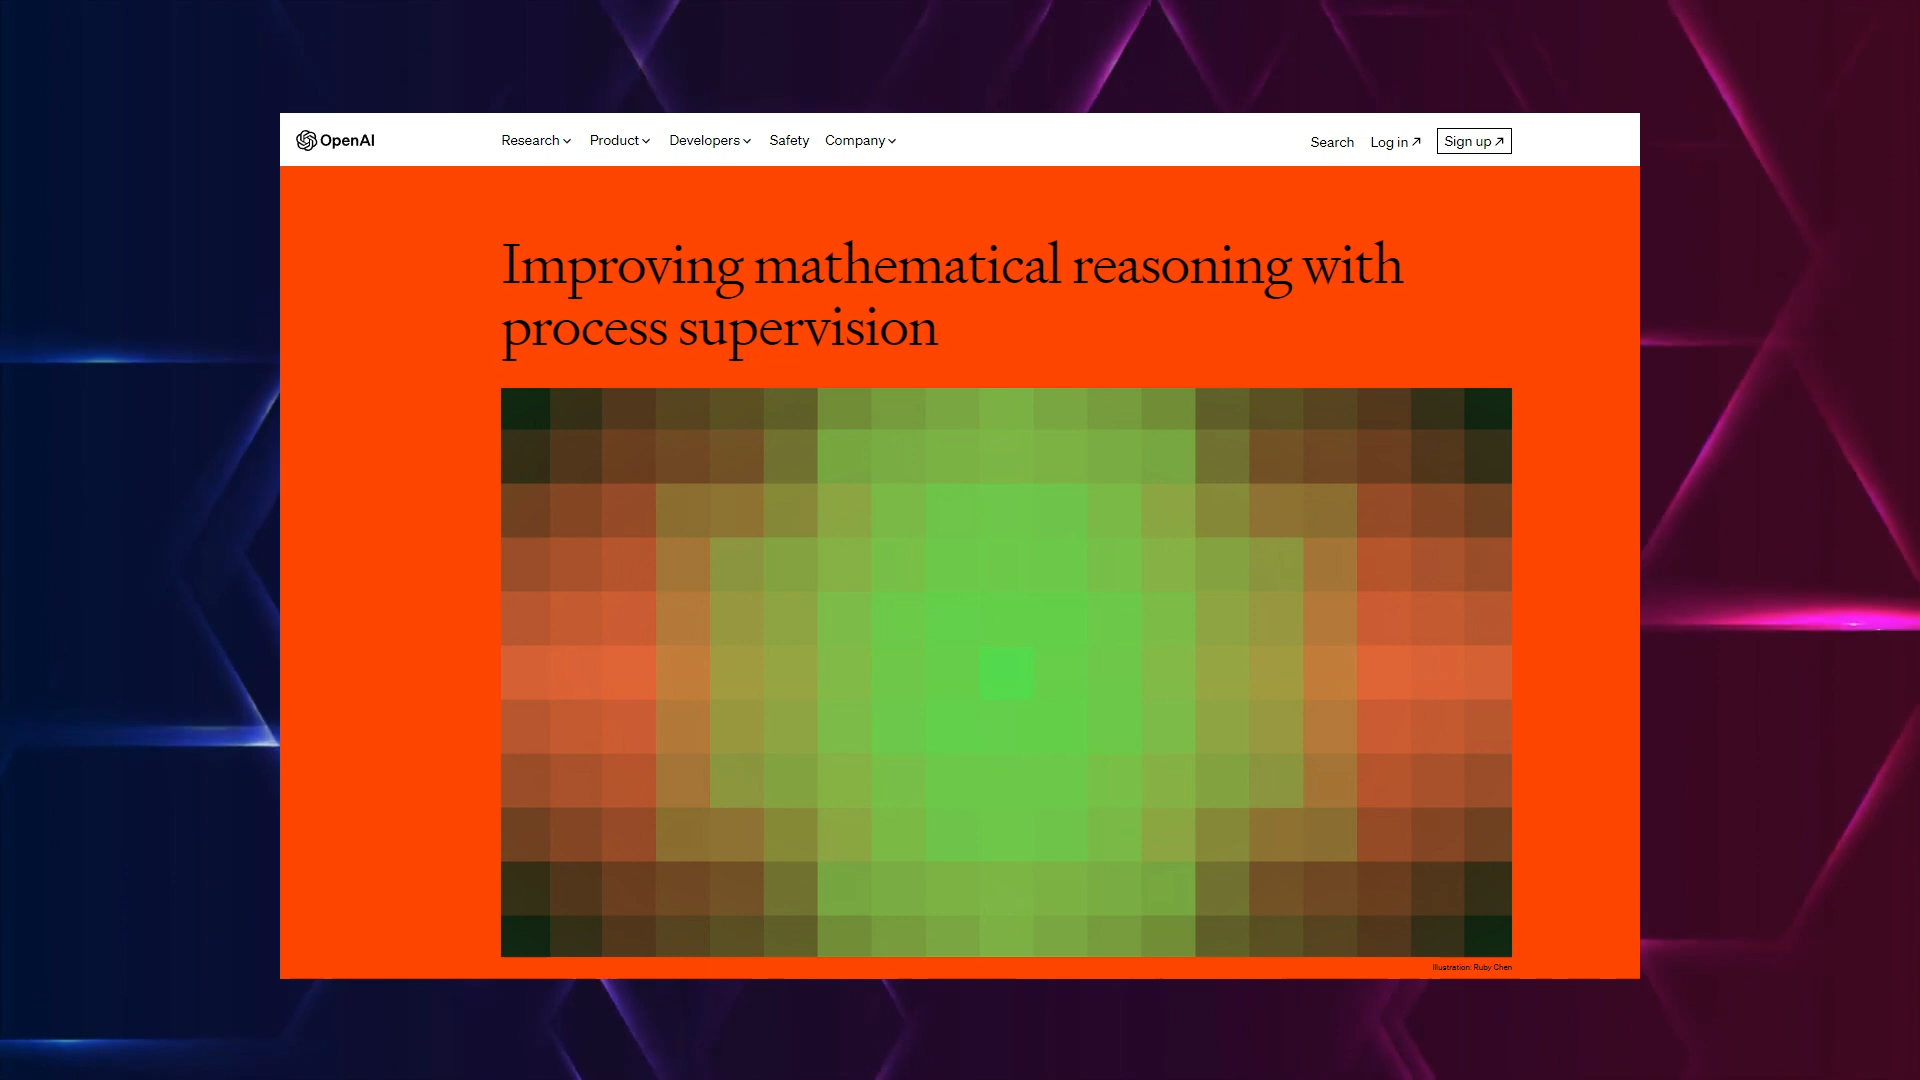 OpenAI
Research Product Developers Safety Company
Search Log in Sign up
Improving mathematical reasoning with
process supervision
Illustration: Ruby Chen